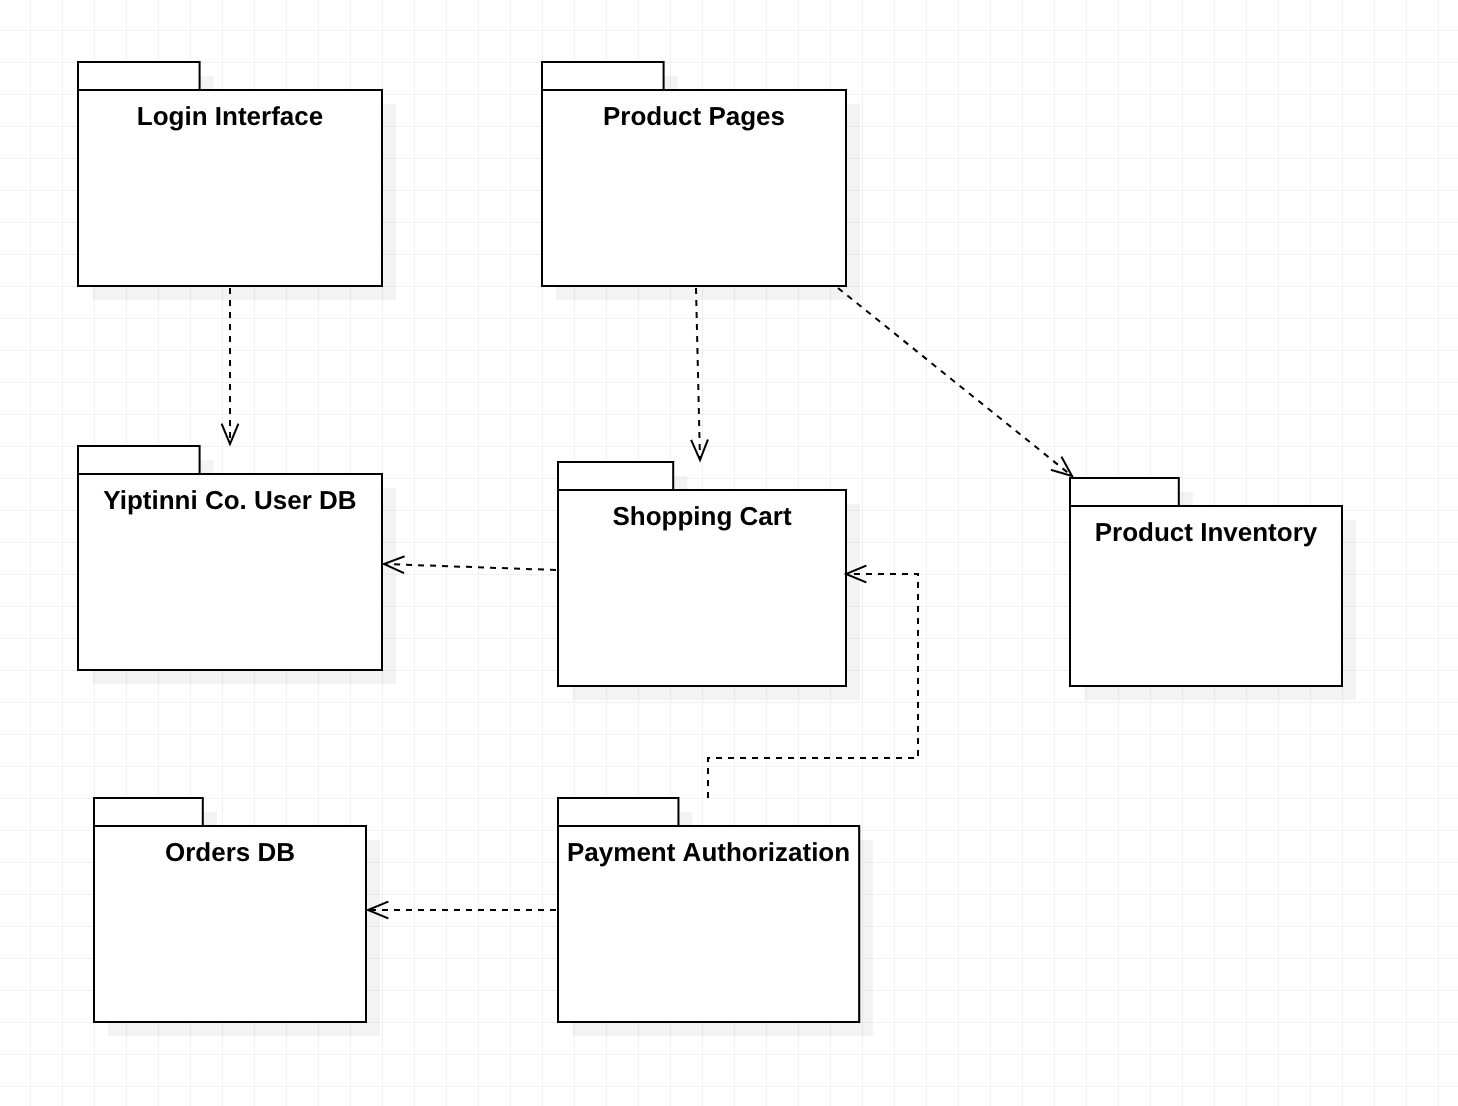 Login Interface
Product Pages
Yiptinni Co. User DB
Shopping Cart
Product Inventory
Orders DB
Payment Authorization